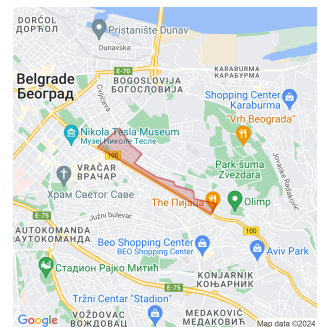 DORĆOL
ДОРЋОЛ
Pristanište Dunav
Dunavska
E-70
KARABURMA
КАРАБУРМА
Belgrade
Београд
BOGOSLOVIJA
БОГОСЛОВИЈА
Cvijićeva
Shopping Center
Karaburma
"Vrh Beograda"
Nikola Tesla Museum
Музеј Николе Тесле
100
Jovanke Radaković
Park-šuma
Zvezdara
VRAČAR
ВРАЧАР
Храм Светог Саве
The Пијаца
Olimp
Južni bulevar
100
AUTOKOMANDA
АУТОКОМАНДА
Beo Shopping Center
BEO Shopping Center
Avip Park
Стадион Рајко Митић
E-75
KONJARNIK
КОЊАРНИК
Tržni Centar "Stadion"
VOŽDOVAC
ВОЖДОВАЦ
MEDAKOVIĆ
МЕДАКОВИЋ
Google
Map data ©2024